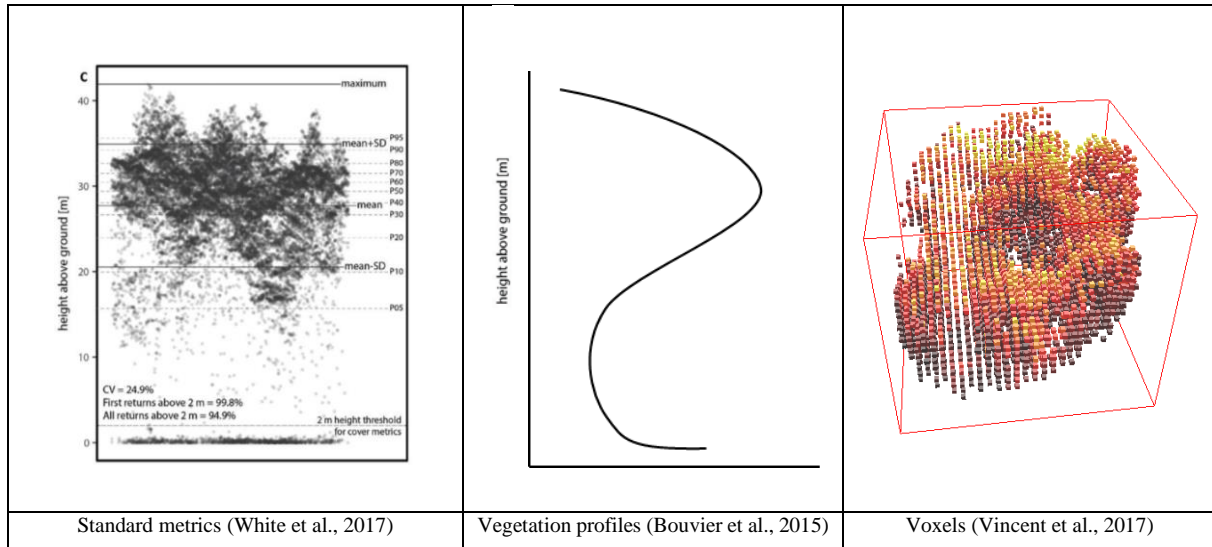 C
maximum
40
P95
mean+SD
P90
P80
P70
P60
30
P50
mean
P40
P30
P20
mean-SD
20
P10
P05
10
CV = 24.9%
First returns above 2 m = 99.8%
All returns above 2 m = 94.9%
2 m height threshold
for cover metrics
0
height above ground [m]
height above ground [m]
Standard metrics (White et al., 2017)
Vegetation profiles (Bouvier et al., 2015)
Voxels (Vincent et al., 2017)